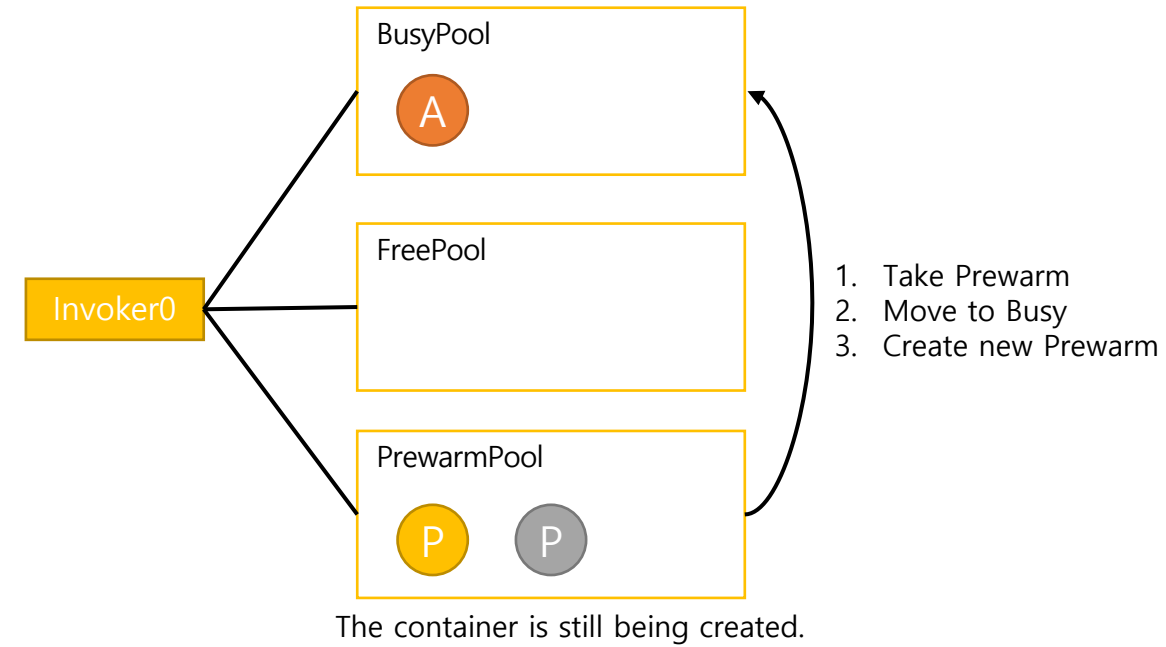 BusyPool
A
FreePool
Invoker0
1. Take Prewarm
2. Move to Busy
3. Create new Prewarm
PrewarmPool
P P
The container is still being created.